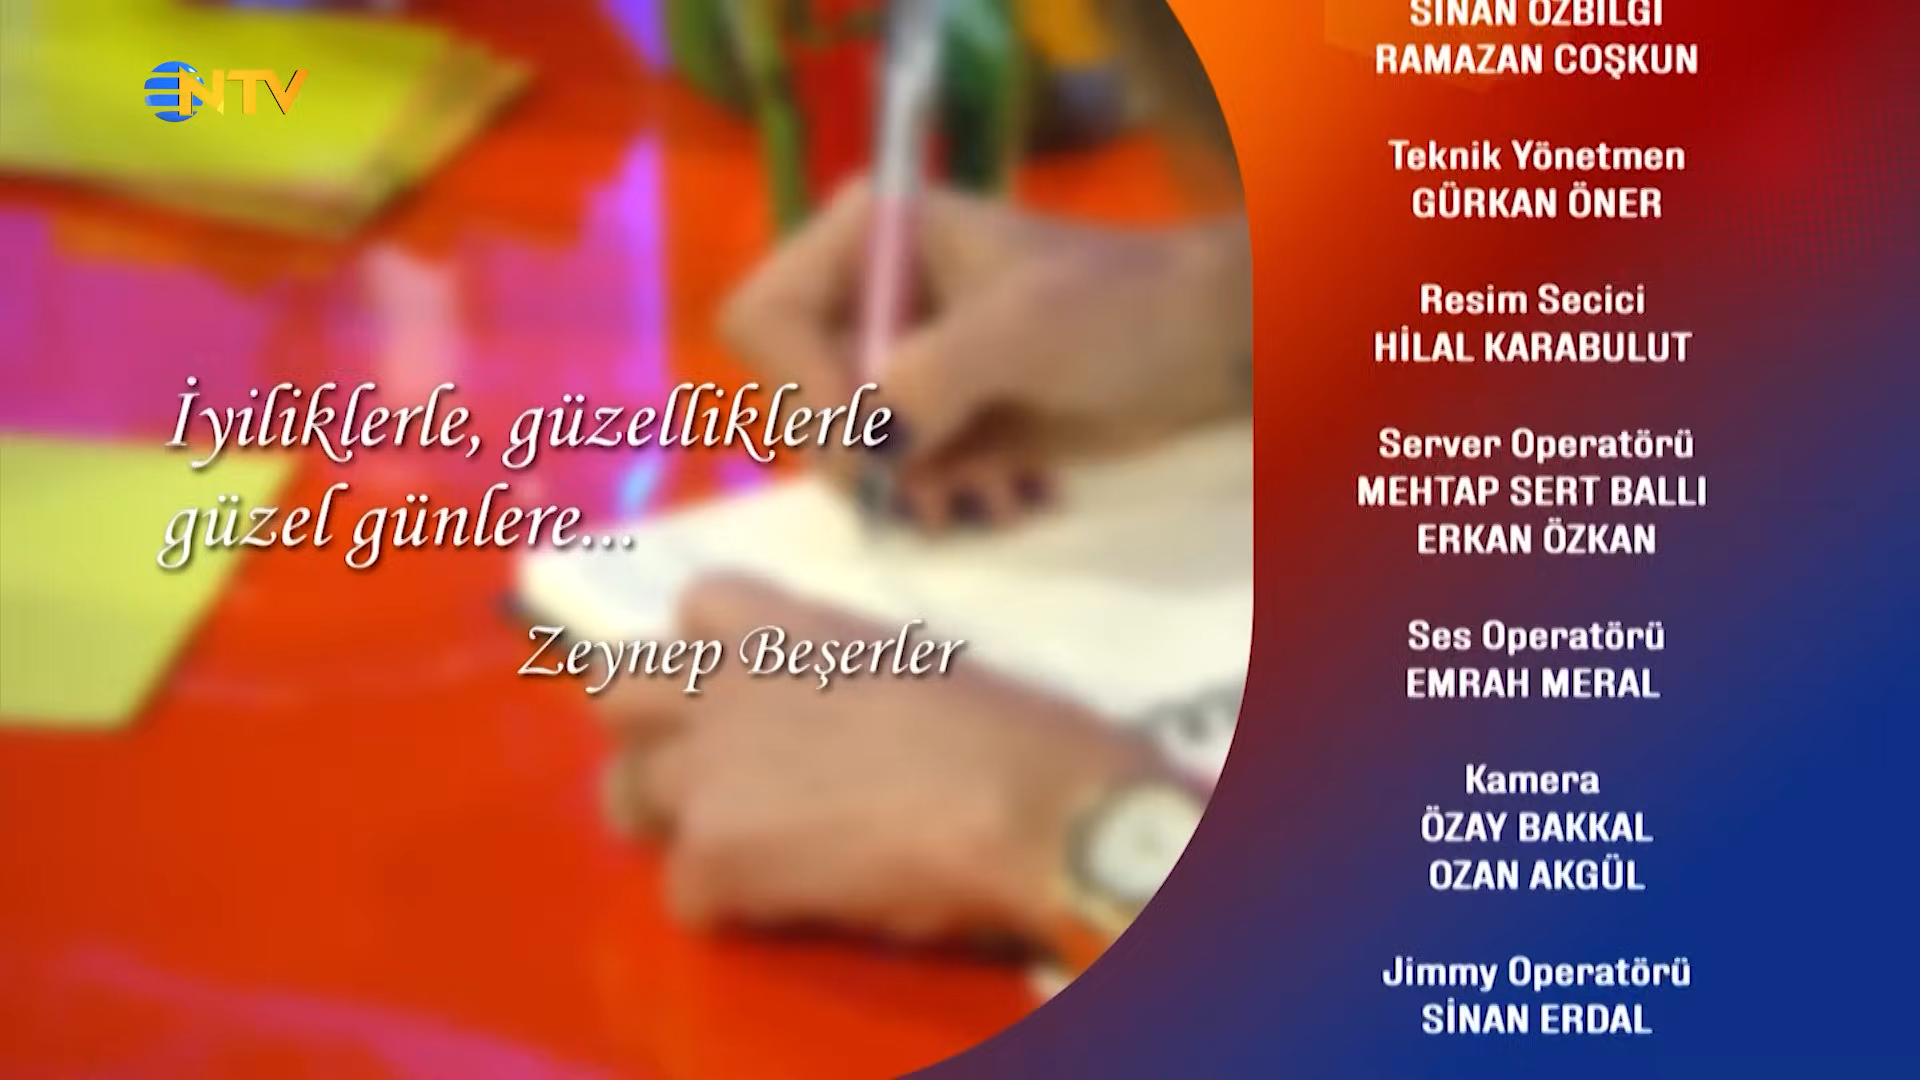 NTV
İyiliklerle, güzelliklerle
güzel günlere...
Zeynep Beşerler
SİNAN ÖZBİLGİ
RAMAZAN COŞKUN
Teknik Yönetmen
GÜRKAN ÖNER
Resim Secici
HİLAL KARABULUT
Server Operatörü
MEHTAP SERT BALLI
ERKAN ÖZKAN
Ses Operatörü
EMRAH MERAL
Kamera
ÖZAY BAKKAL
OZAN AKGÜL
Jimmy Operatörü
SİNAN ERDAL